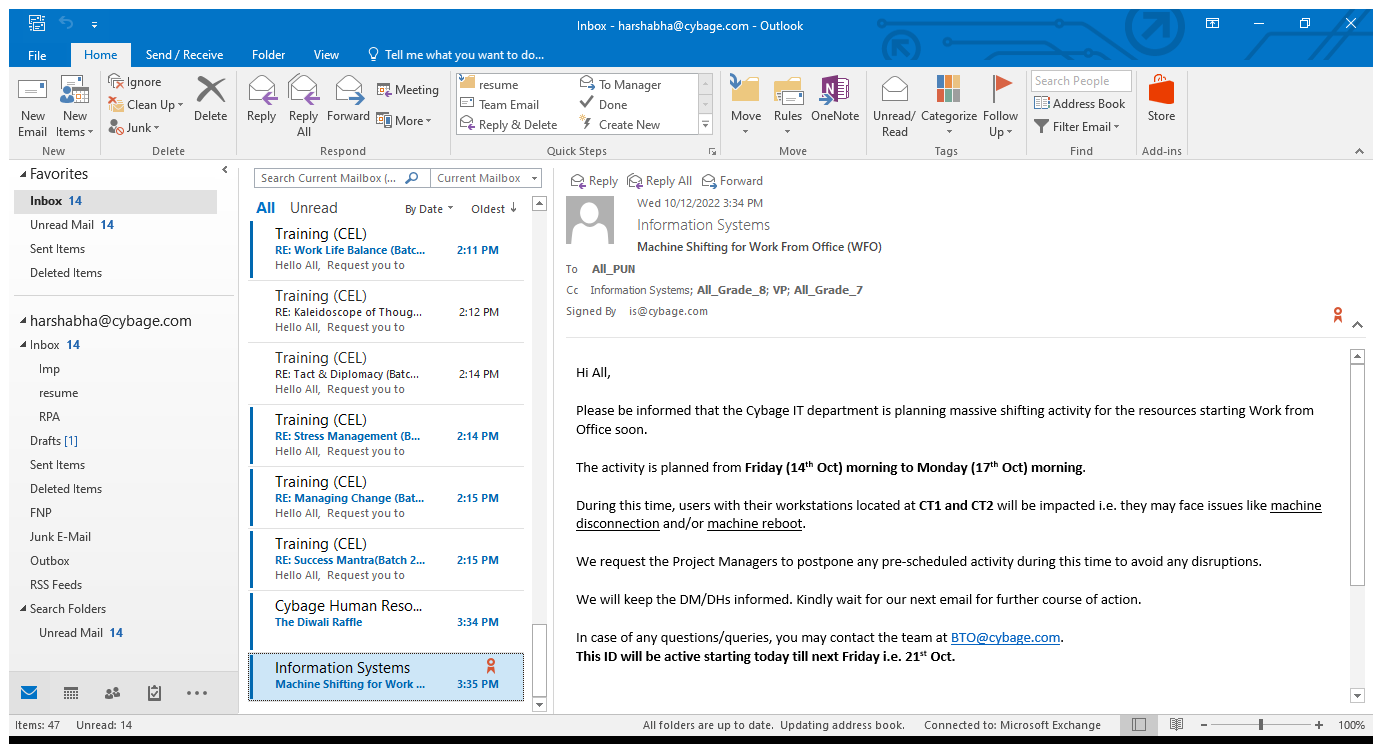 Inbox - harshabha@cybage.com - Outlook
File Home Send / Receive Folder View Tell me what you want to do...
New Email
New Items
New
Ignore
Clean Up
Junk
Delete
Delete
Reply
Reply All
Forward
Meeting
More
Respond
resume
Team Email
Reply & Delete
To Manager
Done
Create New
Quick Steps
Move
Rules
OneNote
Move
Unread/ Read
Categorize
Follow Up
Tags
Search People
Address Book
Filter Email
Find
Store
Add-ins
Favorites
Inbox 14
Unread Mail 14
Sent Items
Deleted Items
harshabha@cybage.com
Inbox 14
Imp
resume
RPA
Drafts [1]
Sent Items
Deleted Items
FNP
Junk E-Mail
Outbox
RSS Feeds
Search Folders
Unread Mail 14
Search Current Mailbox (... Current Mailbox
All Unread By Date Oldest ↓
Training (CEL)
RE: Work Life Balance (Batc... 2:11 PM
Hello All, Request you to
Training (CEL)
RE: Kaleidoscope of Thoug... 2:12 PM
Hello All, Request you to
Training (CEL)
RE: Tact & Diplomacy (Batc... 2:14 PM
Hello All, Request you to
Training (CEL)
RE: Stress Management (B... 2:14 PM
Hello All, Request you to
Training (CEL)
RE: Managing Change (Bat... 2:15 PM
Hello All, Request you to
Training (CEL)
RE: Success Mantra(Batch 2... 2:15 PM
Hello All, Request you to
Cybage Human Reso...
The Diwali Raffle 3:34 PM
Information Systems
Machine Shifting for Work ... 3:35 PM
Reply Reply All Forward
Wed 10/12/2022 3:34 PM
Information Systems
Machine Shifting for Work From Office (WFO)
To All_PUN
Cc Information Systems; All_Grade_8; VP; All_Grade_7
Signed By is@cybage.com
Hi All,
Please be informed that the Cybage IT department is planning massive shifting activity for the resources starting Work from
Office soon.
The activity is planned from Friday (14th Oct) morning to Monday (17th Oct) morning.
During this time, users with their workstations located at CT1 and CT2 will be impacted i.e. they may face issues like machine
disconnection and/or machine reboot.
We request the Project Managers to postpone any pre-scheduled activity during this time to avoid any disruptions.
We will keep the DM/DHs informed. Kindly wait for our next email for further course of action.
In case of any questions/queries, you may contact the team at BTO@cybage.com.
This ID will be active starting today till next Friday i.e. 21st Oct.
Items: 47 Unread: 14 All folders are up to date. Updating address book. Connected to: Microsoft Exchange 100%